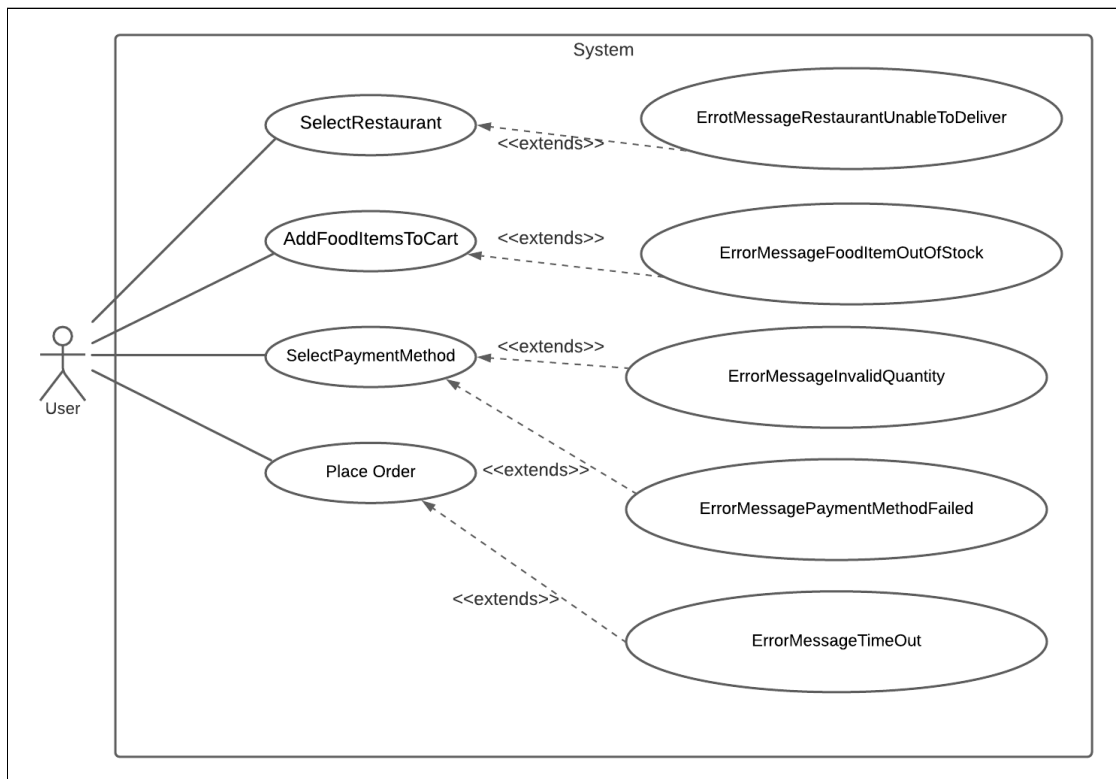 System
SelectRestaurant
ErrotMessageRestaurantUnableToDeliver
<<extends>>
AddFoodItemsToCart
<<extends>>
ErrorMessageFoodItemOutOfStock
SelectPaymentMethod
<<extends>>
ErrorMessageInvalidQuantity
User
Place Order
<<extends>>
ErrorMessagePaymentMethodFailed
<<extends>>
ErrorMessageTimeOut